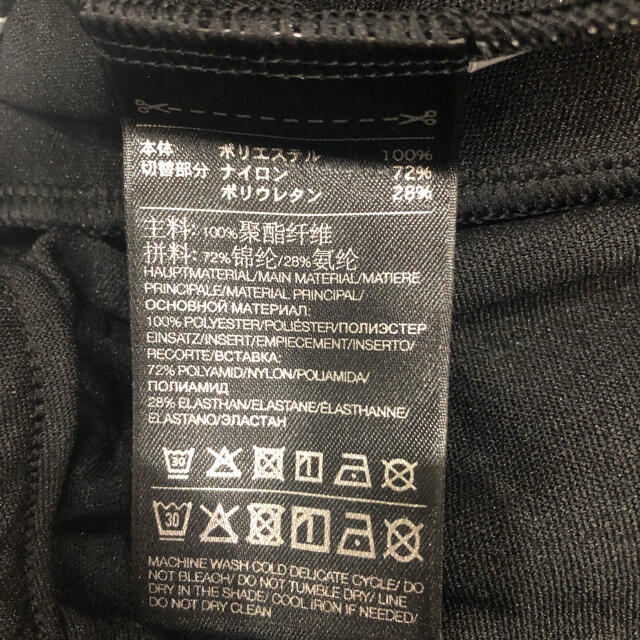 本体 ポリエステル 100%
切替部分 ナイロン 72%
ポリウレタン 28%
主料: 100%聚酯纤维
拼料: 72%锦纶/28%氨纶
HAUPTMATERIAL/MAIN MATERIAL/MATIERE
PRINCIPALE/MATERIAL PRINCIPAL/
ОСНОВНОЙ МАТЕРИАЛ:
100% POLYESTER/POLIÉSTER/ПОЛИЭСТЕР
EINSATZ/INSERT/EMPIECEMENT/INSERTO/
RECORTE/ВСТАВКА:
72% POLYAMID/NYLON/POLIAMIDA/
ПОЛИАМИД
28% ELASTHAN/ELASTANE/ÉLASTHANNE/
ELASTANO/ЭЛАСТАН
30
30
MACHINE WASH COLD DELICATE CYCLE/ DO
NOT BLEACH/ DO NOT TUMBLE DRY/ LINE
DRY IN THE SHADE/ COOL IRON IF NEEDED/
DO NOT DRY CLEAN